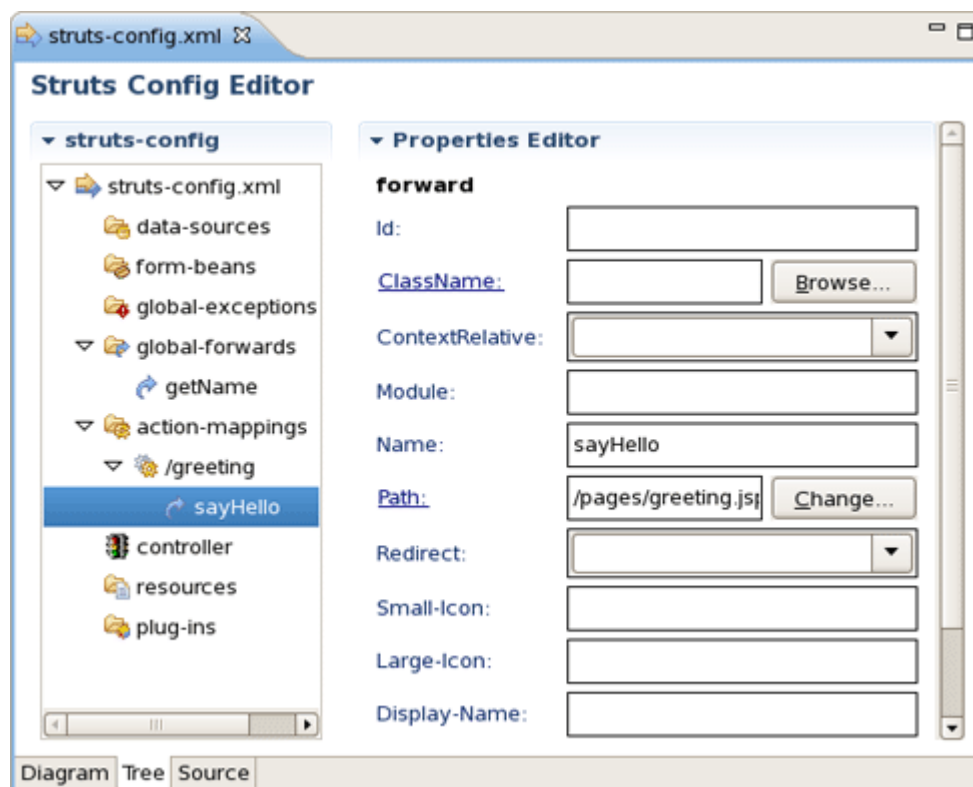 struts-config.xml
Struts Config Editor
struts-config
struts-config.xml
data-sources
form-beans
global-exceptions
global-forwards
getName
action-mappings
/greeting
sayHello
controller
resources
plug-ins
Properties Editor
forward
Id:
ClassName:
Browse...
ContextRelative:
Module:
Name:
sayHello
Path:
/pages/greeting.jsp
Change...
Redirect:
Small-Icon:
Large-Icon:
Display-Name:
Diagram Tree Source